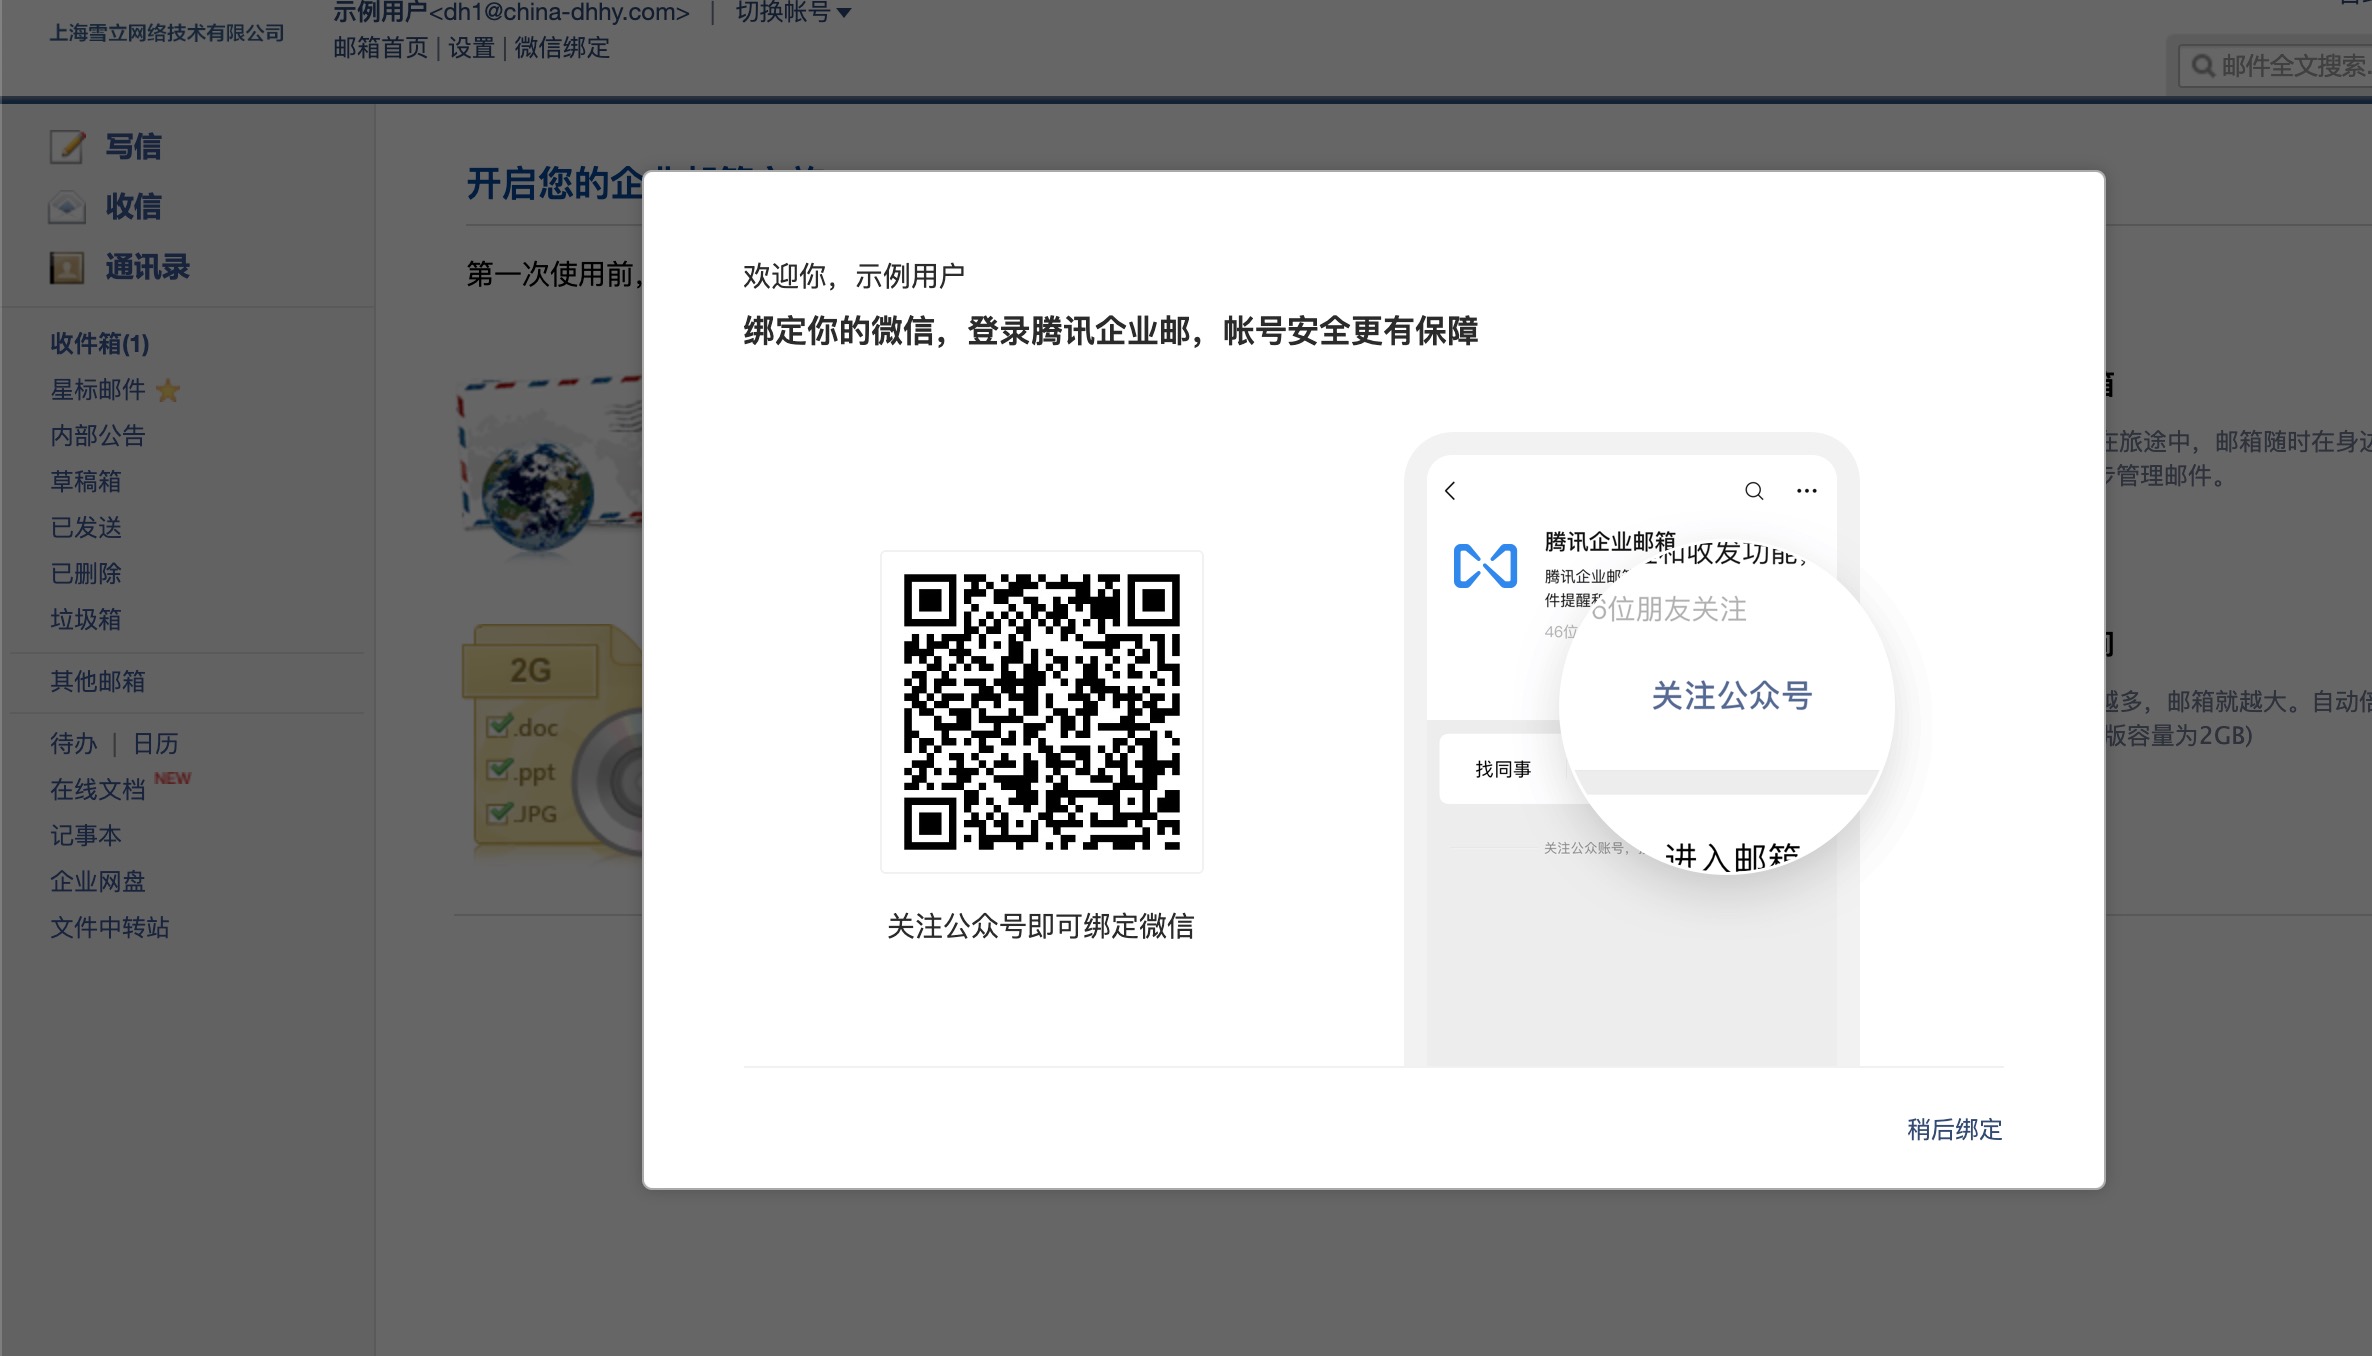 示例用户<dh1@china-dhhy.com> | 切换帐号
上海雪立网络技术有限公司
邮箱首页 | 设置 | 微信绑定
邮件全文搜索
写信
收信
通讯录
收件箱(1)
星标邮件
内部公告
草稿箱
已发送
已删除
垃圾箱
其他邮箱
待办 | 日历
在线文档 NEW
记事本
企业网盘
文件中转站
开启您的企
第一次使用前,
2G
.doc
.ppt
.JPG
欢迎你，示例用户
绑定你的微信，登录腾讯企业邮，帐号安全更有保障
关注公众号即可绑定微信
腾讯企业邮箱
腾讯企业邮
件提醒
46位
和收发功能,
位朋友关注
关注公众号
找同事
关注公众账号，
进入邮箱
稍后绑定
在旅途中，邮箱随时在身边
管理邮件。
越多，邮箱就越大。自动
版容量为2GB)